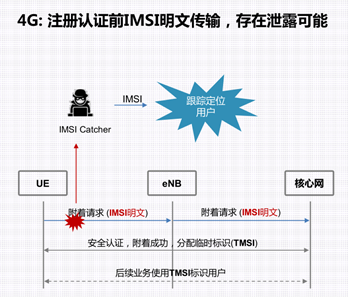 4G: 注册认证前IMSI明文传输，存在泄露可能
IMSI
跟踪定位
用户
IMSI Catcher
UE
eNB
核心网
附着请求 (IMSI明文)
附着请求 (IMSI明文)
安全认证，附着成功，分配临时标识(TMSI)
后续业务使用TMSI标识用户